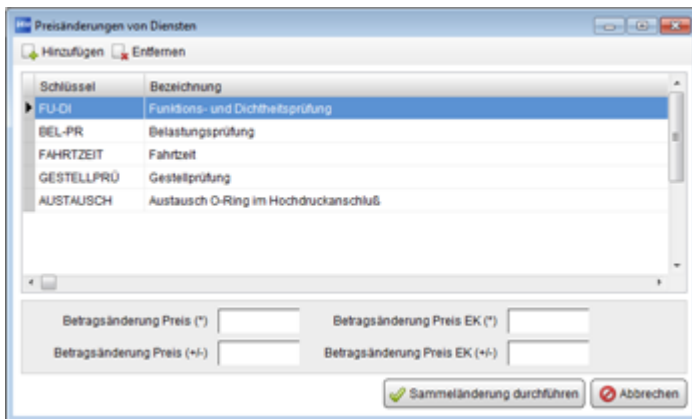 Preisänderungen von Diensten
Hinzufügen Entfernen
Schlüssel Bezeichnung
FU-DI Funktions- und Dichtheitsprüfung
BEL-PR Belastungsprüfung
FAHRTZEIT Fahrtzeit
GESTELLPRÜ Gestellprüfung
AUSTAUSCH Austausch O-Ring im Hochdruckanschluß
Betragsänderung Preis (*) Betragsänderung Preis EK (*)
Betragsänderung Preis (+/-) Betragsänderung Preis EK (+/-)
Sammeländerung durchführen Abbrechen